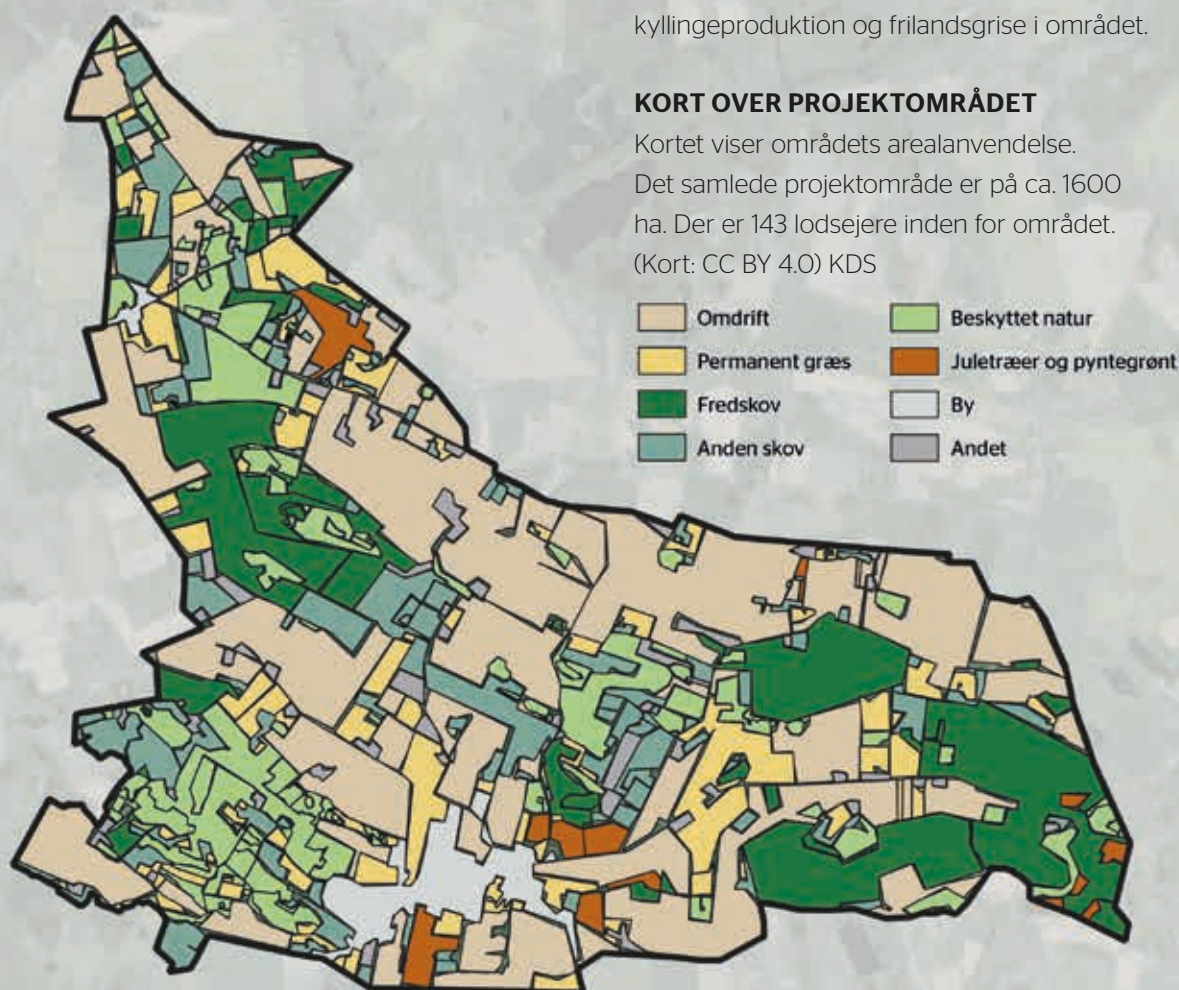 kyllingeproduktion og frilandsgrise i området.
KORT OVER PROJEKTOMRÅDET
Kortet viser områdets arealanvendelse.
Det samlede projektområde er på ca. 1600
ha. Der er 143 lodsejere inden for området.
(Kort: CC BY 4.0) KDS
Omdrift
Permanent græs
Fredskov
Anden skov
Beskyttet natur
Juletræer og pyntegrønt
By
Andet